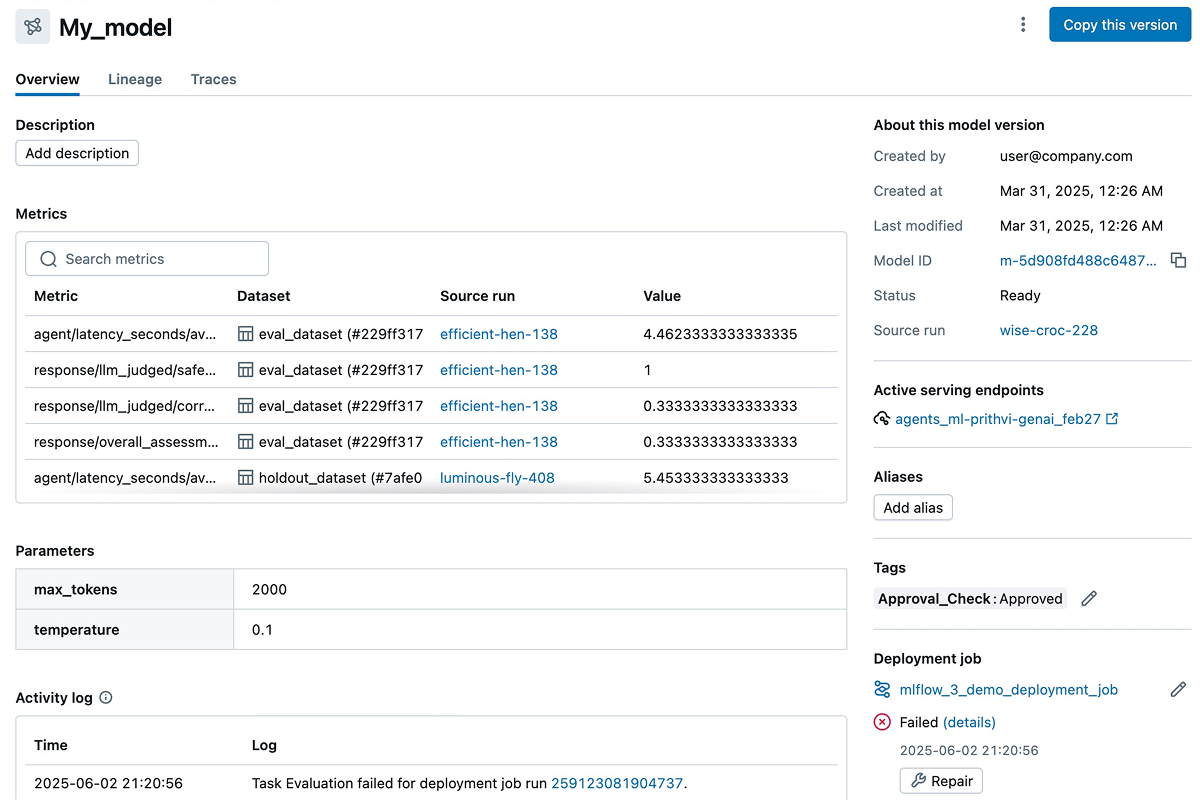 My_model
Copy this version
Overview Lineage Traces
Description
Add description
Metrics
Search metrics
Metric Dataset Source run Value
agent/latency_seconds/av... eval_dataset (#229ff317 efficient-hen-138 4.4623333333333335
response/llm_judged/safe... eval_dataset (#229ff317 efficient-hen-138 1
response/llm_judged/corr... eval_dataset (#229ff317 efficient-hen-138 0.3333333333333333
response/overall_assessm... eval_dataset (#229ff317 efficient-hen-138 0.3333333333333333
agent/latency_seconds/av... holdout_dataset (#7afe0 luminous-fly-408 5.453333333333333
Parameters
max_tokens 2000
temperature 0.1
Activity log
Time Log
2025-06-02 21:20:56 Task Evaluation failed for deployment job run 259123081904737.
About this model version
Created by user@company.com
Created at Mar 31, 2025, 12:26 AM
Last modified Mar 31, 2025, 12:26 AM
Model ID m-5d908fd488c6487...
Status Ready
Source run wise-croc-228
Active serving endpoints
agents_ml-prithvi-genai_feb27
Aliases
Add alias
Tags
Approval_Check : Approved
Deployment job
mlflow_3_demo_deployment_job
Failed (details)
2025-06-02 21:20:56
Repair